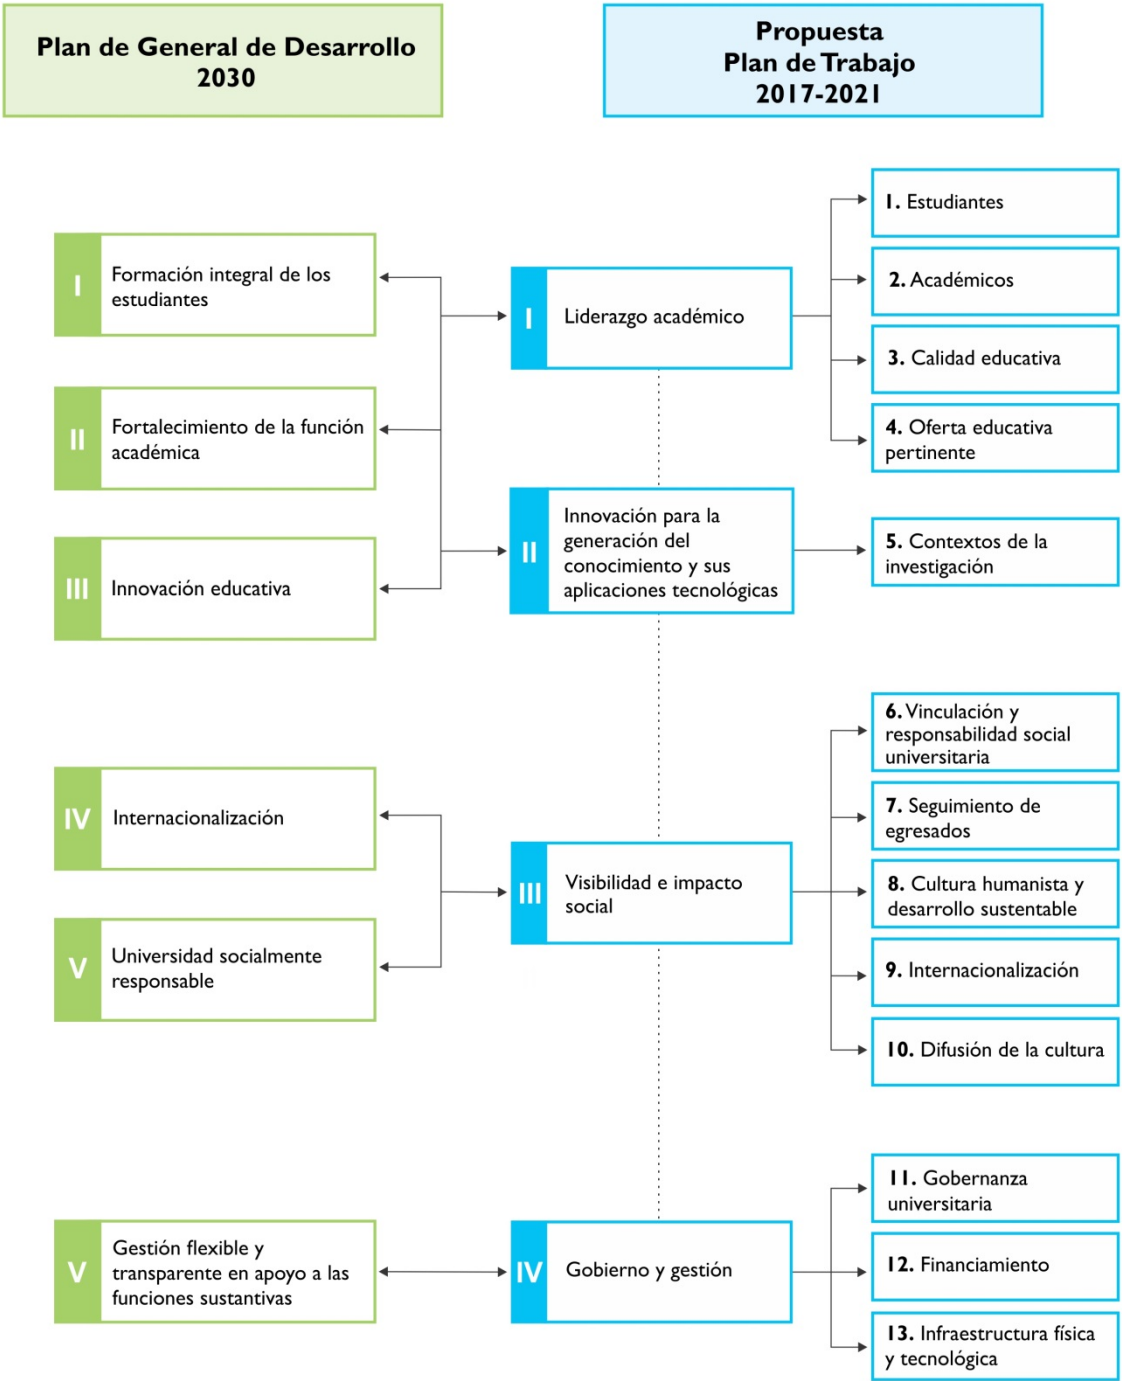 Plan de General de Desarrollo
2030
Propuesta
Plan de Trabajo
2017-2021
I
Formación integral de los
estudiantes
II
Fortalecimiento de la función
académica
III
Innovación educativa
IV
Internacionalización
V
Universidad socialmente
responsable
V
Gestión flexible y
transparente en apoyo a las
funciones sustantivas
I
Liderazgo académico
II
Innovación para la
generación del
conocimiento y sus
aplicaciones tecnológicas
III
Visibilidad e impacto
social
IV
Gobierno y gestión
1. Estudiantes
2. Académicos
3. Calidad educativa
4. Oferta educativa
pertinente
5. Contextos de la
investigación
6. Vinculación y
responsabilidad social
universitaria
7. Seguimiento de
egresados
8. Cultura humanista y
desarrollo sustentable
9. Internacionalización
10. Difusión de la cultura
11. Gobernanza
universitaria
12. Financiamiento
13. Infraestructura física
y tecnológica